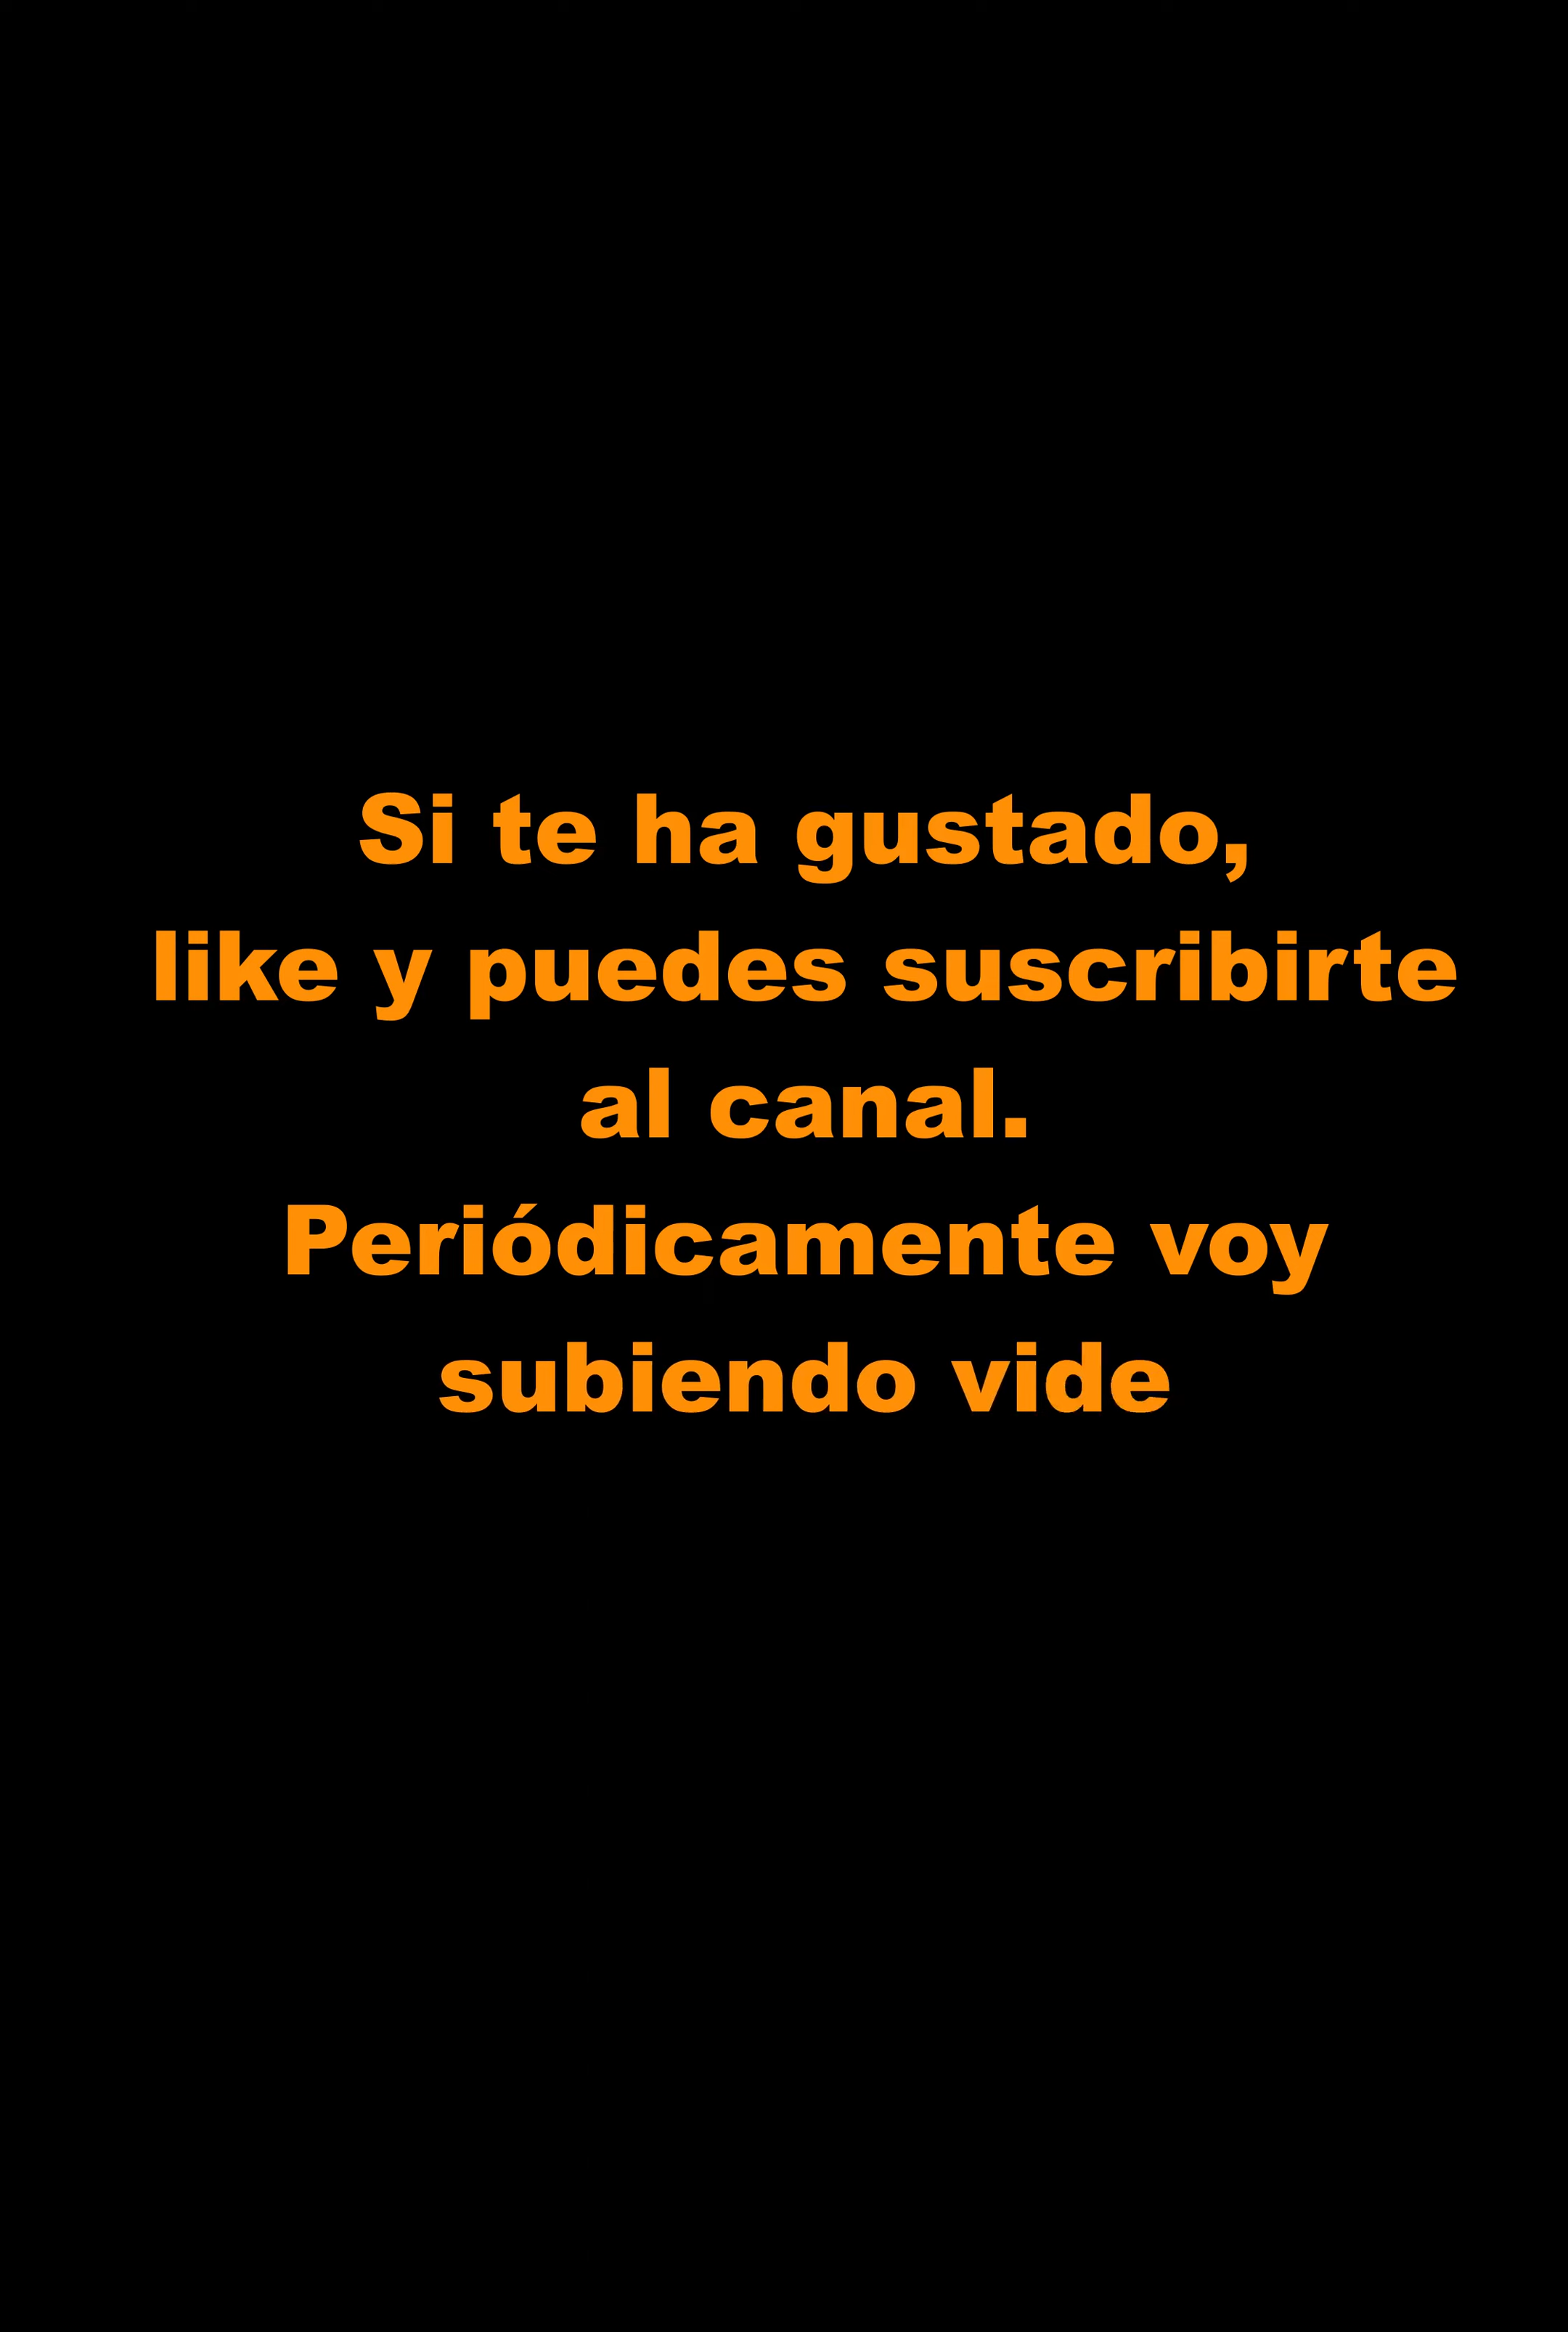 Si te ha gustado,
like y puedes suscribirte
al canal.
Periódicamente voy
subiendo vide